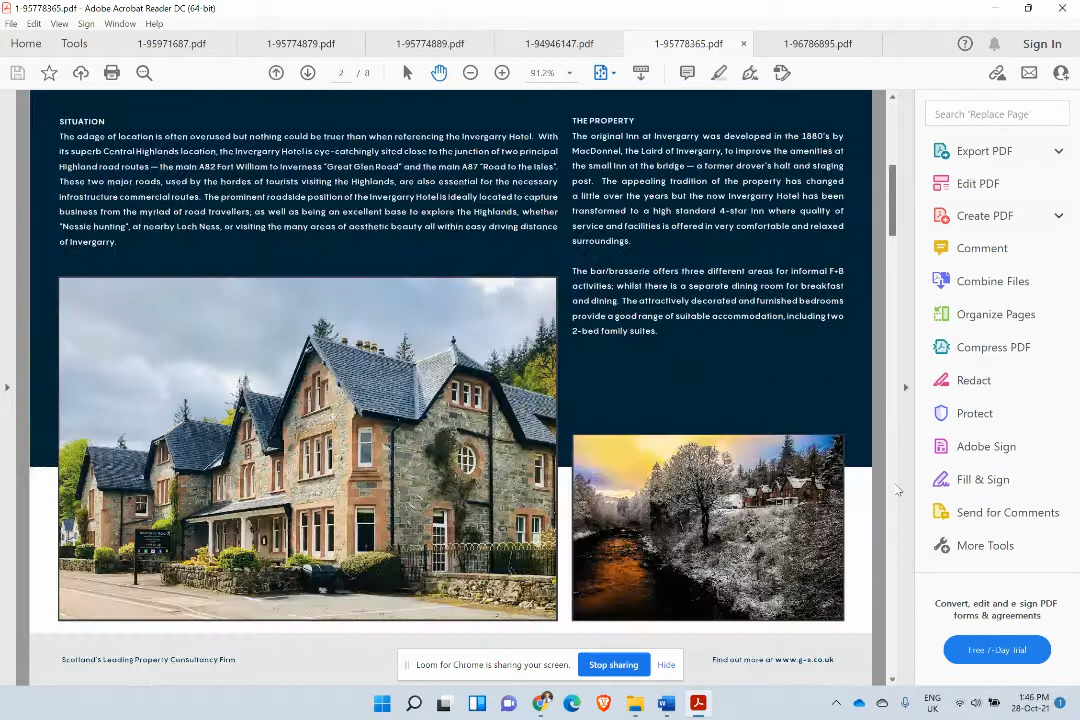 1-95778365.pdf - Adobe Acrobat Reader DC (64-bit)
File Edit View Sign Window Help
Home Tools 1-95971687.pdf 1-95774879.pdf 1-95774889.pdf 1-94946147.pdf 1-95778365.pdf × 1-96786895.pdf Sign In
2 / 8 91.2%
SITUATION
The adage of location is often overused but nothing could be truer than when referencing the Invergarry Hotel. With
its superb Central Highlands location, the Invergarry Hotel is eye-catchingly sited close to the junction of two principal
Highland road routes — the main A82 Fort William to Inverness "Great Glen Road" and the main A87 "Road to the Isles".
These two major roads, used by the hordes of tourists visiting the Highlands, are also essential for the necessary
infrastructure commercial routes. The prominent roadside position of the Invergarry Hotel is ideally located to capture
business from the myriad of road travellers; as well as being an excellent base to explore the Highlands, whether
"Nessie hunting", at nearby Loch Ness, or visiting the many areas of aesthetic beauty all within easy driving distance
of Invergarry.
THE PROPERTY
The original Inn at Invergarry was developed in the 1880's by
MacDonnel, the Laird of Invergarry, to improve the amenities at
the small Inn at the bridge — a former drover's halt and staging
post. The appealing tradition of the property has changed
a little over the years but the now Invergarry Hotel has been
transformed to a high standard 4-star Inn where quality of
service and facilities is offered in very comfortable and relaxed
surroundings.
The bar/brasserie offers three different areas for informal F+B
activities; whilst there is a separate dining room for breakfast
and dining. The attractively decorated and furnished bedrooms
provide a good range of suitable accommodation, including two
2-bed family suites.
Scotland's Leading Property Consultancy Firm
Find out more at www.g-s.co.uk
Loom for Chrome is sharing your screen. Stop sharing Hide
Search 'Replace Page'
Export PDF
Edit PDF
Create PDF
Comment
Combine Files
Organize Pages
Compress PDF
Redact
Protect
Adobe Sign
Fill & Sign
Send for Comments
More Tools
Convert, edit and e-sign PDF
forms & agreements
Free 7-Day Trial
ENG
UK
1:46 PM
28-Oct-21
1